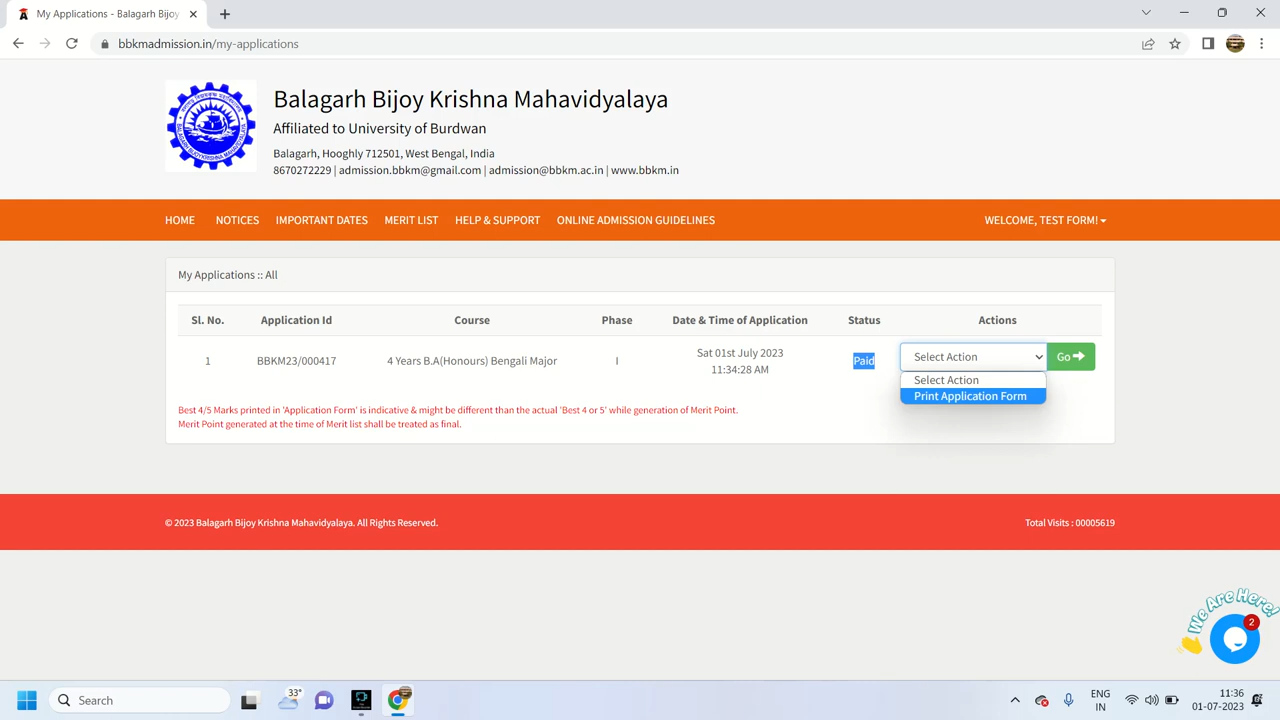 My Applications - Balagarh Bijoy
bbkmadmission.in/my-applications
Balagarh Bijoy Krishna Mahavidyalaya
Affiliated to University of Burdwan
Balagarh, Hooghly 712501, West Bengal, India
8670272229 | admission.bbkm@gmail.com | admission@bbkm.ac.in | www.bbkm.in
HOME NOTICES IMPORTANT DATES MERIT LIST HELP & SUPPORT ONLINE ADMISSION GUIDELINES WELCOME, TEST FORM!
My Applications :: All
Sl. No. Application Id Course Phase Date & Time of Application Status Actions
1 BBKM23/000417 4 Years B.A(Honours) Bengali Major I Sat 01st July 2023 11:34:28 AM Paid Select Action Go
Select Action
Print Application Form
Best 4/5 Marks printed in 'Application Form' is indicative & might be different than the actual 'Best 4 or 5' while generation of Merit Point.
Merit Point generated at the time of Merit list shall be treated as final.
© 2023 Balagarh Bijoy Krishna Mahavidyalaya. All Rights Reserved. Total Visits : 00005619
We Are Here!
2
Search
33°
ENG
IN
11:36
01-07-2023